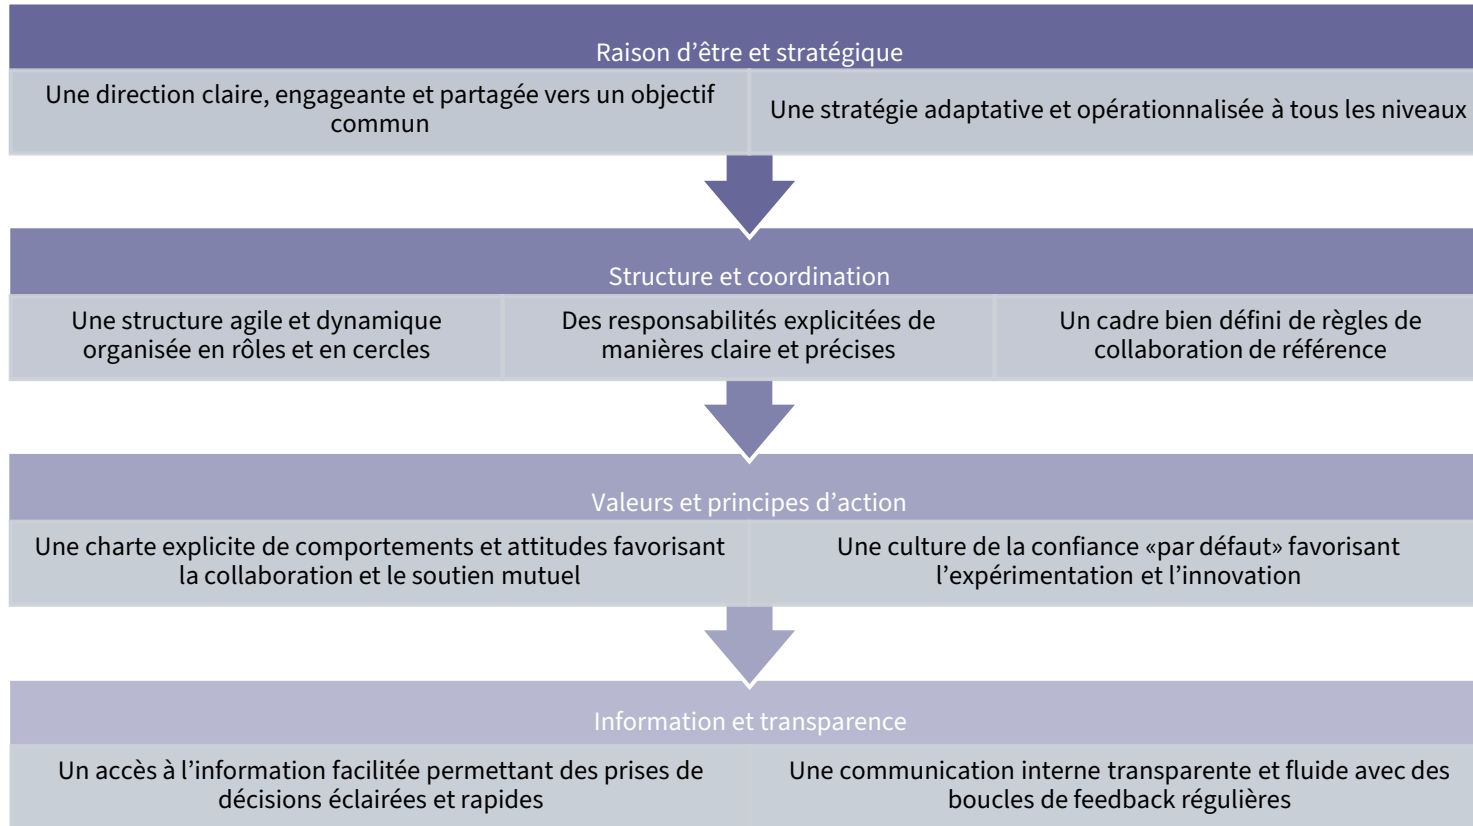 Raison d’être et stratégique
Une direction claire, engageante et partagée vers un objectif
commun
Une stratégie adaptative et opérationnalisée à tous les niveaux
Structure et coordination
Une structure agile et dynamique
organisée en rôles et en cercles
Des responsabilités explicitées de
manières claire et précises
Un cadre bien défini de règles de
collaboration de référence
Valeurs et principes d’action
Une charte explicite de comportements et attitudes favorisant
la collaboration et le soutien mutuel
Une culture de la confiance «par défaut» favorisant
l’expérimentation et l’innovation
Information et transparence
Un accès à l’information facilitée permettant des prises de
décisions éclairées et rapides
Une communication interne transparente et fluide avec des
boucles de feedback régulières